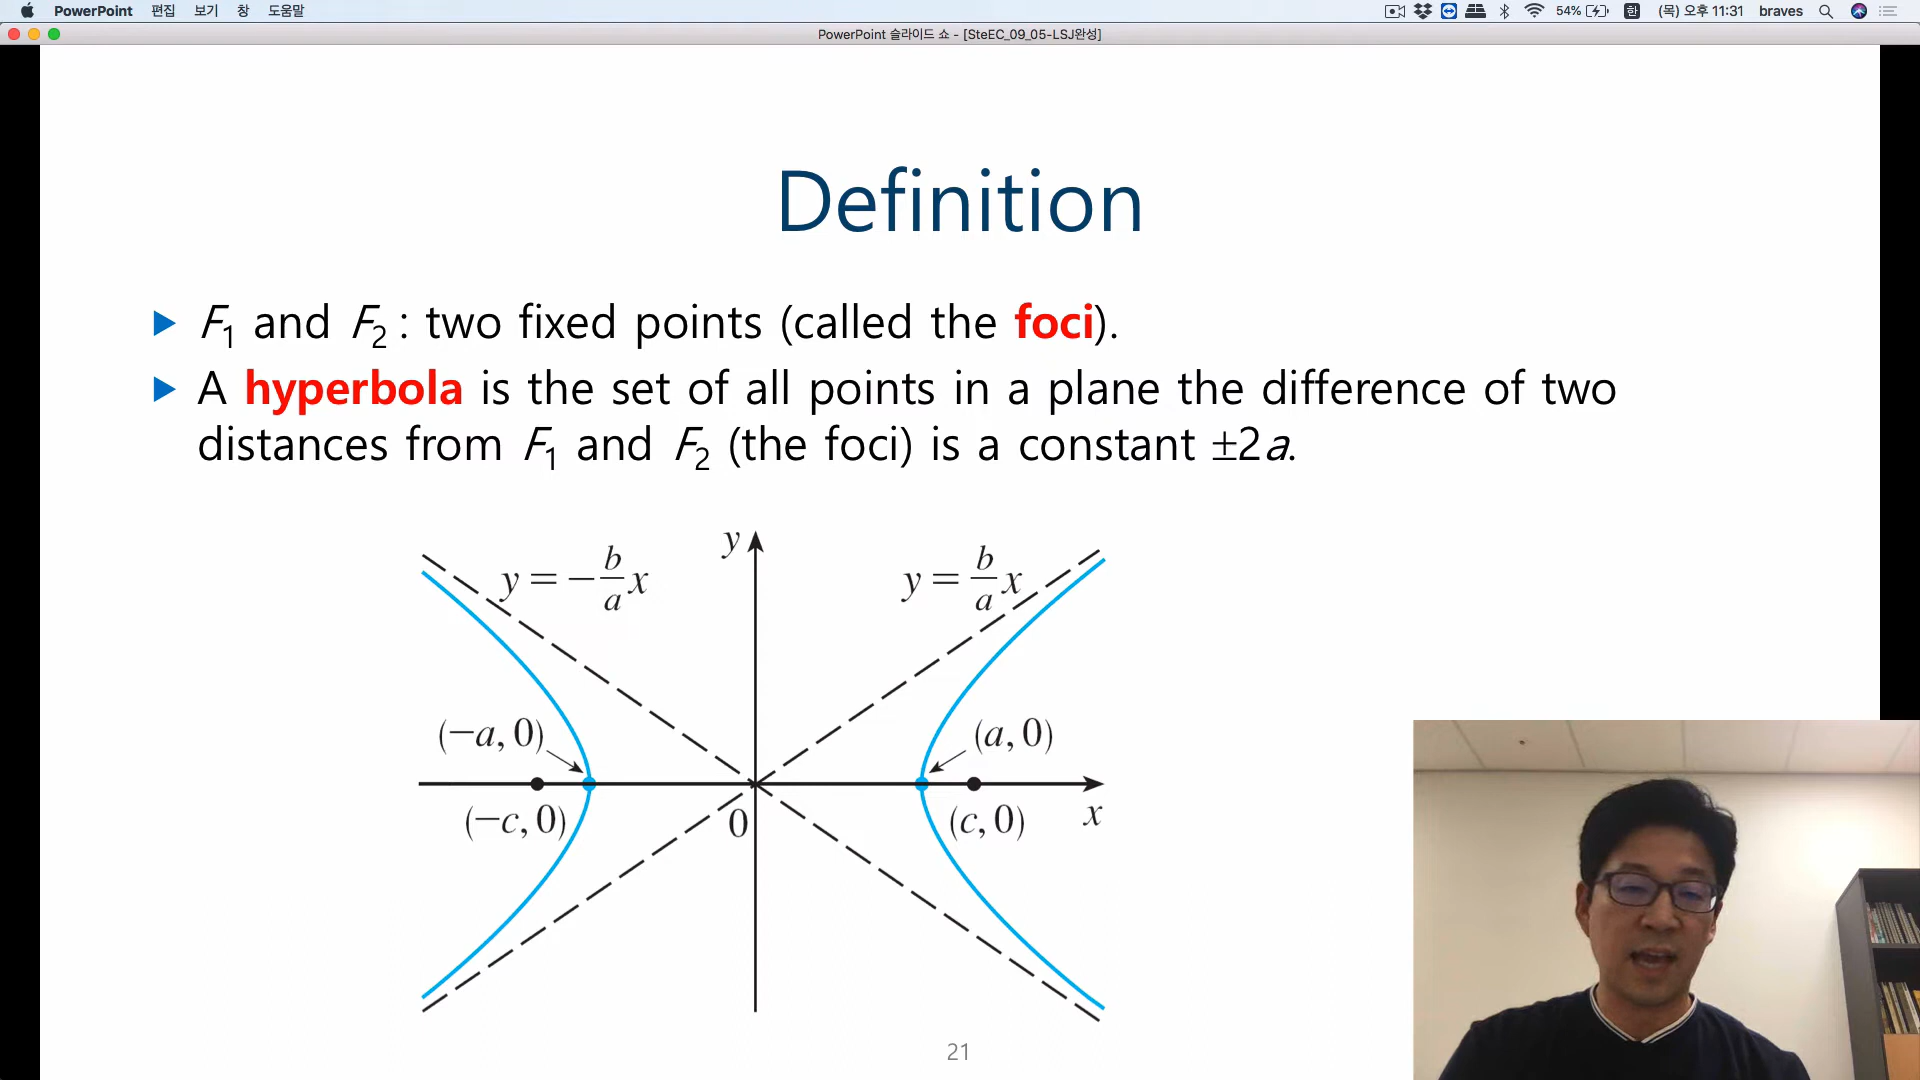 PowerPoint 편집 보기 창 도움말 54% 한 (목) 오후 11:31 braves
PowerPoint 슬라이드 쇼 - [SteEC_09_05-LSJ완성]
Definition
F1 and F2 : two fixed points (called the foci).
A hyperbola is the set of all points in a plane the difference of two
distances from F1 and F2 (the foci) is a constant ±2a.
y
y = −b/a x
y = b/a x
(−a, 0)
(a, 0)
(−c, 0)
0
(c, 0)
x
21